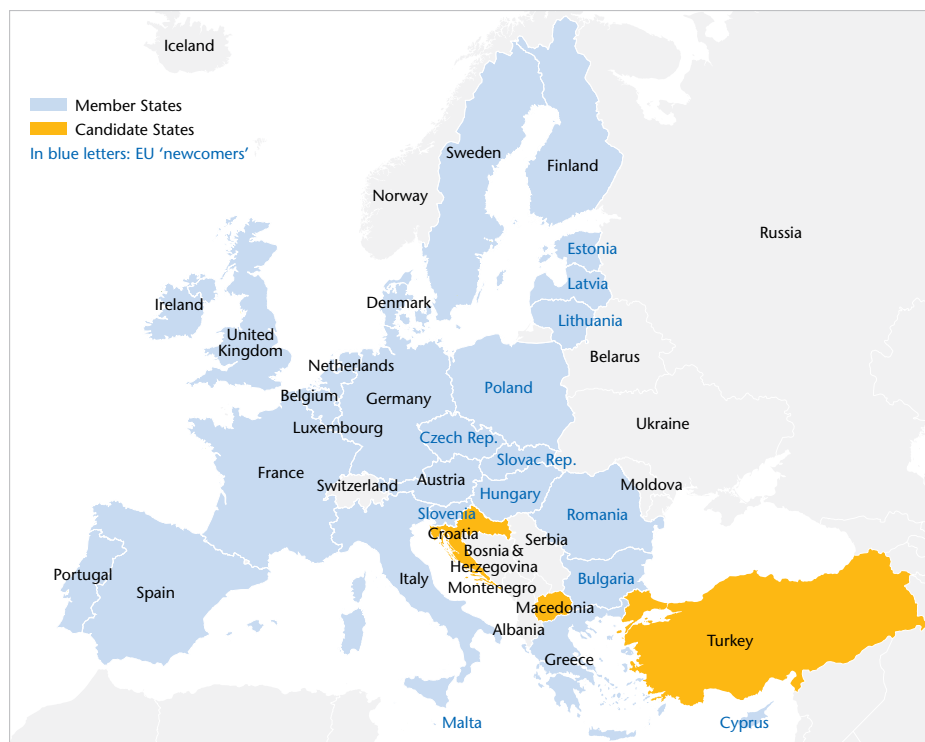 Iceland
Member States
Candidate States
In blue letters: EU ‘newcomers’
Sweden
Finland
Norway
Russia
Estonia
Latvia
Ireland
Denmark
Lithuania
United
Kingdom
Belarus
Netherlands
Poland
Belgium
Germany
Luxembourg
Ukraine
Czech Rep.
Slovac Rep.
France
Switzerland
Austria
Moldova
Hungary
Slovenia
Romania
Croatia
Serbia
Bosnia &
Herzegovina
Portugal
Spain
Italy
Montenegro
Bulgaria
Macedonia
Albania
Turkey
Greece
Malta
Cyprus